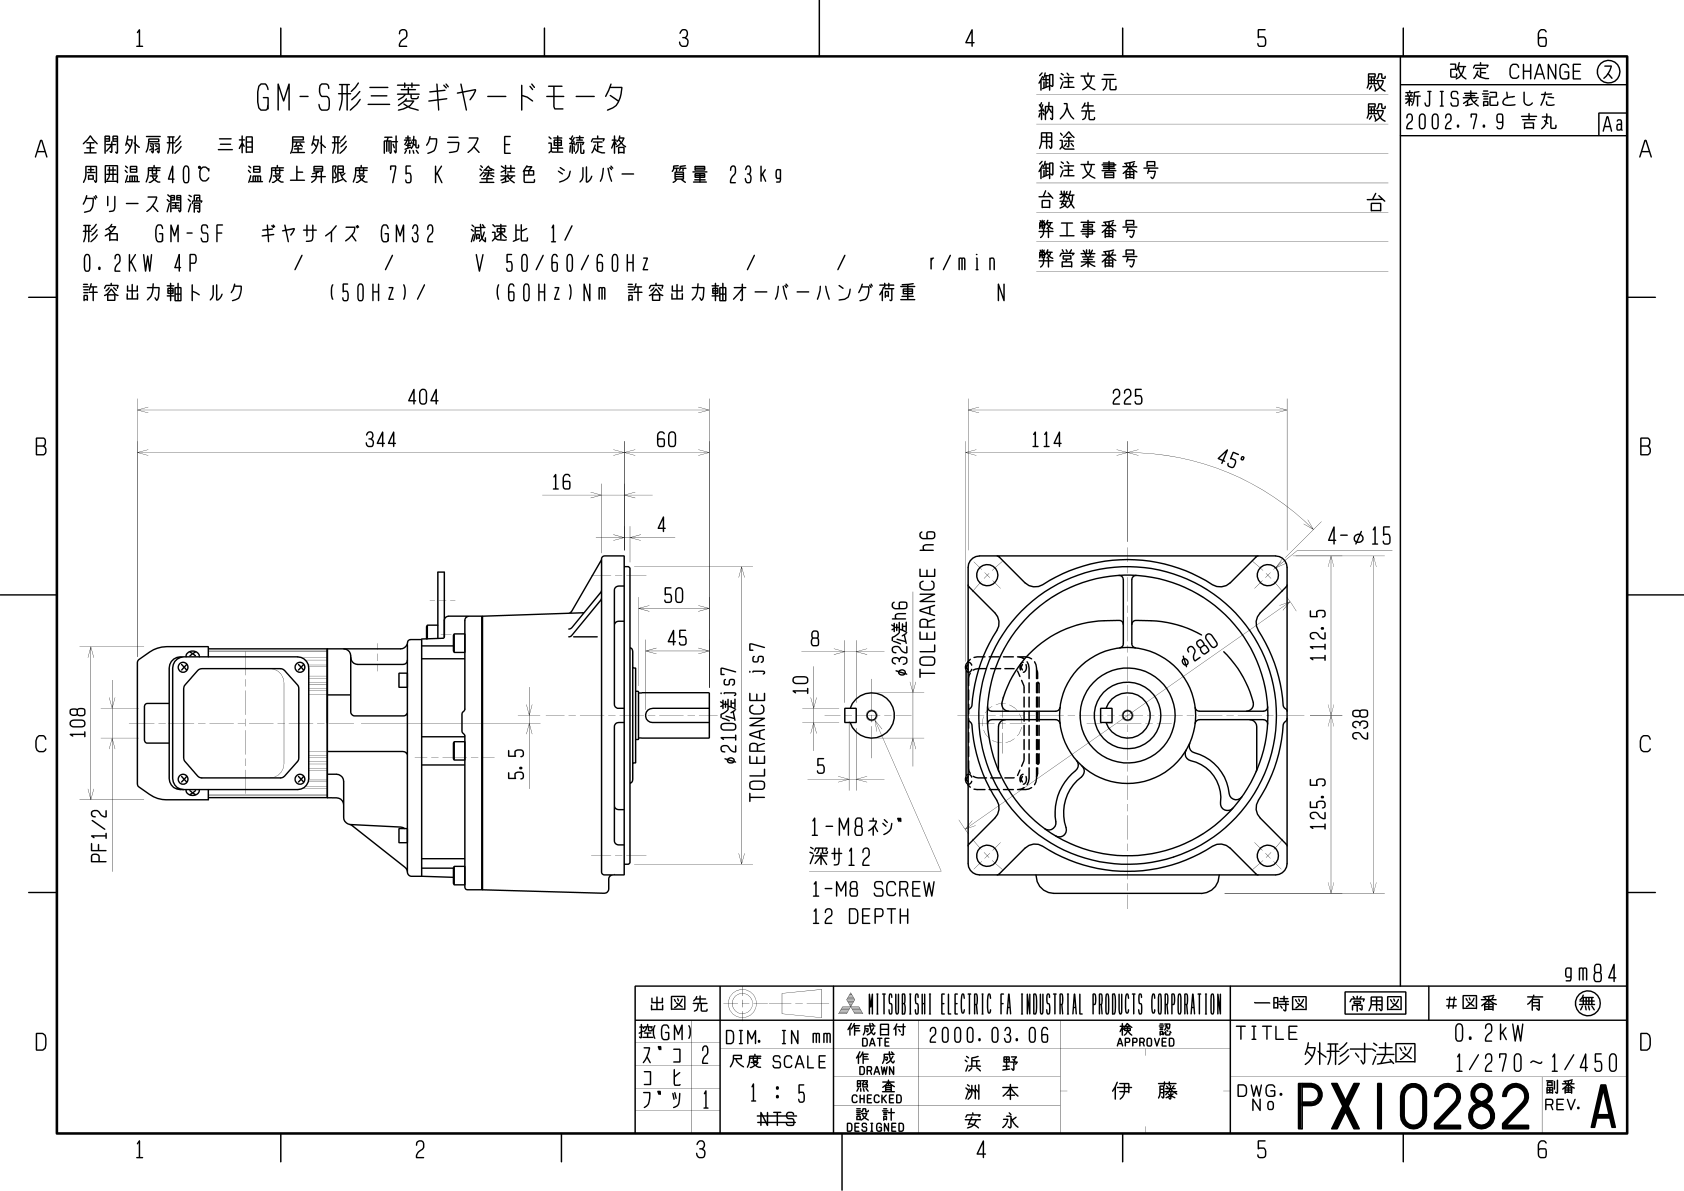 1 2 3 4 5 6
A A
B B
C C
D D
GM-S形三菱ギヤードモータ
全閉外扇形 三相 屋外形 耐熱クラス E 連続定格
周囲温度40℃ 温度上昇限度 75 K 塗装色 シルバー 質量 23kg
グリース潤滑
形名 GM-SF ギヤサイズ GM32 減速比 1/
0.2KW 4P / / V 50/60/60Hz / / r/min
許容出力軸トルク (50Hz)/ (60Hz)Nm 許容出力軸オーバーハング荷重 N
御注文元 殿
納入先 殿
用途
御注文書番号
台数 台
弊工事番号
弊営業番号
改定 CHANGE ス
新JIS表記とした
2002.7.9 吉丸 Aa
404
344 60
16
4
50
45
108
PF1/2
5.5
φ210公差js7
TOLERANCE js7
8
10
5
φ32公差h6
TOLERANCE h6
1-M8ネジ
深サ12
1-M8 SCREW
12 DEPTH
225
114
45°
4-φ15
φ280
112.5
125.5
238
gm84
出図先
控(GM)
ズコ 2
コヒ
ブツ 1
DIM. IN mm
尺度 SCALE
1 : 5
NTS
MITSUBISHI ELECTRIC FA INDUSTRIAL PRODUCTS CORPORATION
作成日付 DATE 2000.03.06
作成 DRAWN 浜野
照査 CHECKED 洲本
設計 DESIGNED 安永
検認 APPROVED
伊藤
一時図 常用図 #図番 有 無
TITLE 外形寸法図
0.2kW
1/270~1/450
DWG. No PX10282
副番 REV. A
1 2 3 4 5 6